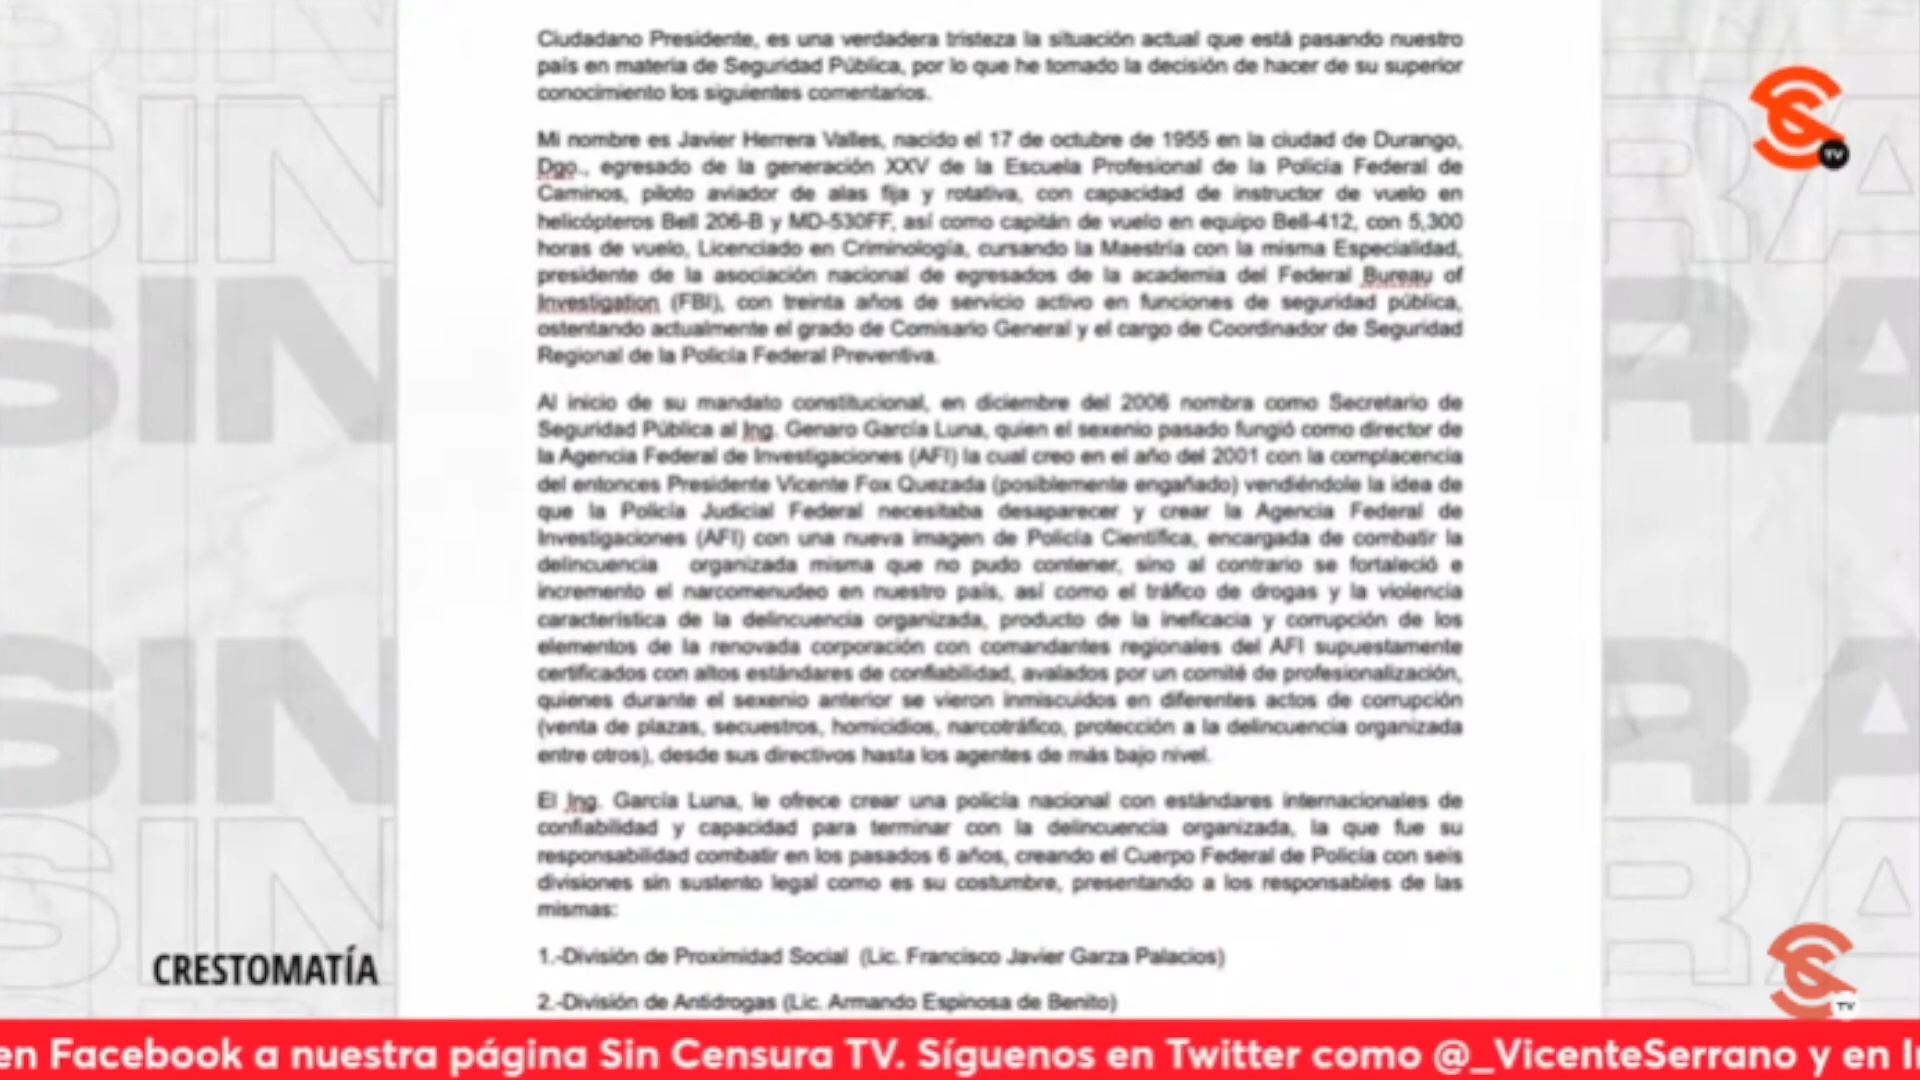 Ciudadano Presidente, es una verdadera tristeza la situación actual que está pasando nuestro
país en materia de Seguridad Pública, por lo que he tomado la decisión de hacer de su superior
conocimiento los siguientes comentarios.
Mi nombre es Javier Herrera Valles, nacido el 17 de octubre de 1955 en la ciudad de Durango,
Dgo., egresado de la generación XXV de la Escuela Profesional de la Policía Federal de
Caminos, piloto aviador de alas fija y rotativa, con capacidad de instructor de vuelo en
helicópteros Bell 206-B y MD-530FF, así como capitán de vuelo en equipo Bell-412, con 5,300
horas de vuelo, Licenciado en Criminología, cursando la Maestría con la misma Especialidad,
presidente de la asociación nacional de egresados de la academia del Federal Bureau of
Investigation (FBI), con treinta años de servicio activo en funciones de seguridad pública,
ostentando actualmente el grado de Comisario General y el cargo de Coordinador de Seguridad
Regional de la Policía Federal Preventiva.
Al inicio de su mandato constitucional, en diciembre del 2006 nombra como Secretario de
Seguridad Pública al Ing. Genaro García Luna, quien el sexenio pasado fungió como director de
la Agencia Federal de Investigaciones (AFI) la cual creo en el año del 2001 con la complacencia
del entonces Presidente Vicente Fox Quezada (posiblemente engañado) vendiéndole la idea de
que la Policía Judicial Federal necesitaba desaparecer y crear la Agencia Federal de
Investigaciones (AFI) con una nueva imagen de Policía Científica, encargada de combatir la
delincuencia organizada misma que no pudo contener, sino al contrario se fortaleció e
incremento el narcomenudeo en nuestro país, así como el tráfico de drogas y la violencia
característica de la delincuencia organizada, producto de la ineficacia y corrupción de los
elementos de la renovada corporación con comandantes regionales del AFI supuestamente
certificados con altos estándares de confiabilidad, avalados por un comité de profesionalización,
quienes durante el sexenio anterior se vieron inmiscuidos en diferentes actos de corrupción
(venta de plazas, secuestros, homicidios, narcotráfico, protección a la delincuencia organizada
entre otros), desde sus directivos hasta los agentes de más bajo nivel.
El Ing. García Luna, le ofrece crear una policía nacional con estándares internacionales de
confiabilidad y capacidad para terminar con la delincuencia organizada, la que fue su
responsabilidad combatir en los pasados 6 años, creando el Cuerpo Federal de Policía con seis
divisiones sin sustento legal como es su costumbre, presentando a los responsables de las
mismas:
1.-División de Proximidad Social (Lic. Francisco Javier Garza Palacios)
2.-División de Antidrogas (Lic. Armando Espinosa de Benito)
CRESTOMATÍA
en Facebook a nuestra página Sin Censura TV. Síguenos en Twitter como @_VicenteSerrano y en I
TV
TV
SIN
SIN
SIN
SIN
RA
RA
RA
RA